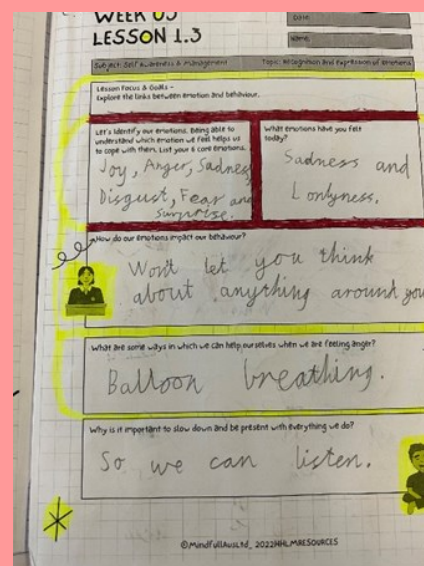 WEEK 03
LESSON 1.3
Date:
Name:
Subject: Self Awareness & Management
Topic: Recognition and Expression of emotions
Lesson Focus & Goals -
Explore the links between emotion and behaviour.
Let's identify our emotions. Being able to
understand which emotion we feel helps us
to cope with them. List your 6 core emotions.
Joy, Anger, Sadness
Disgust, Fear and
Surprise.
What emotions have you felt
today?
Sadness and
Lonlyness.
How do our emotions impact our behaviour?
Won't let you think
about anything around you
What are some ways in which we can help ourselves when we are feeling anger?
Balloon breathing.
Why is it important to slow down and be present with everything we do?
So we can listen.
©MindfullAusLtd_ 2022HHLMRESOURCES